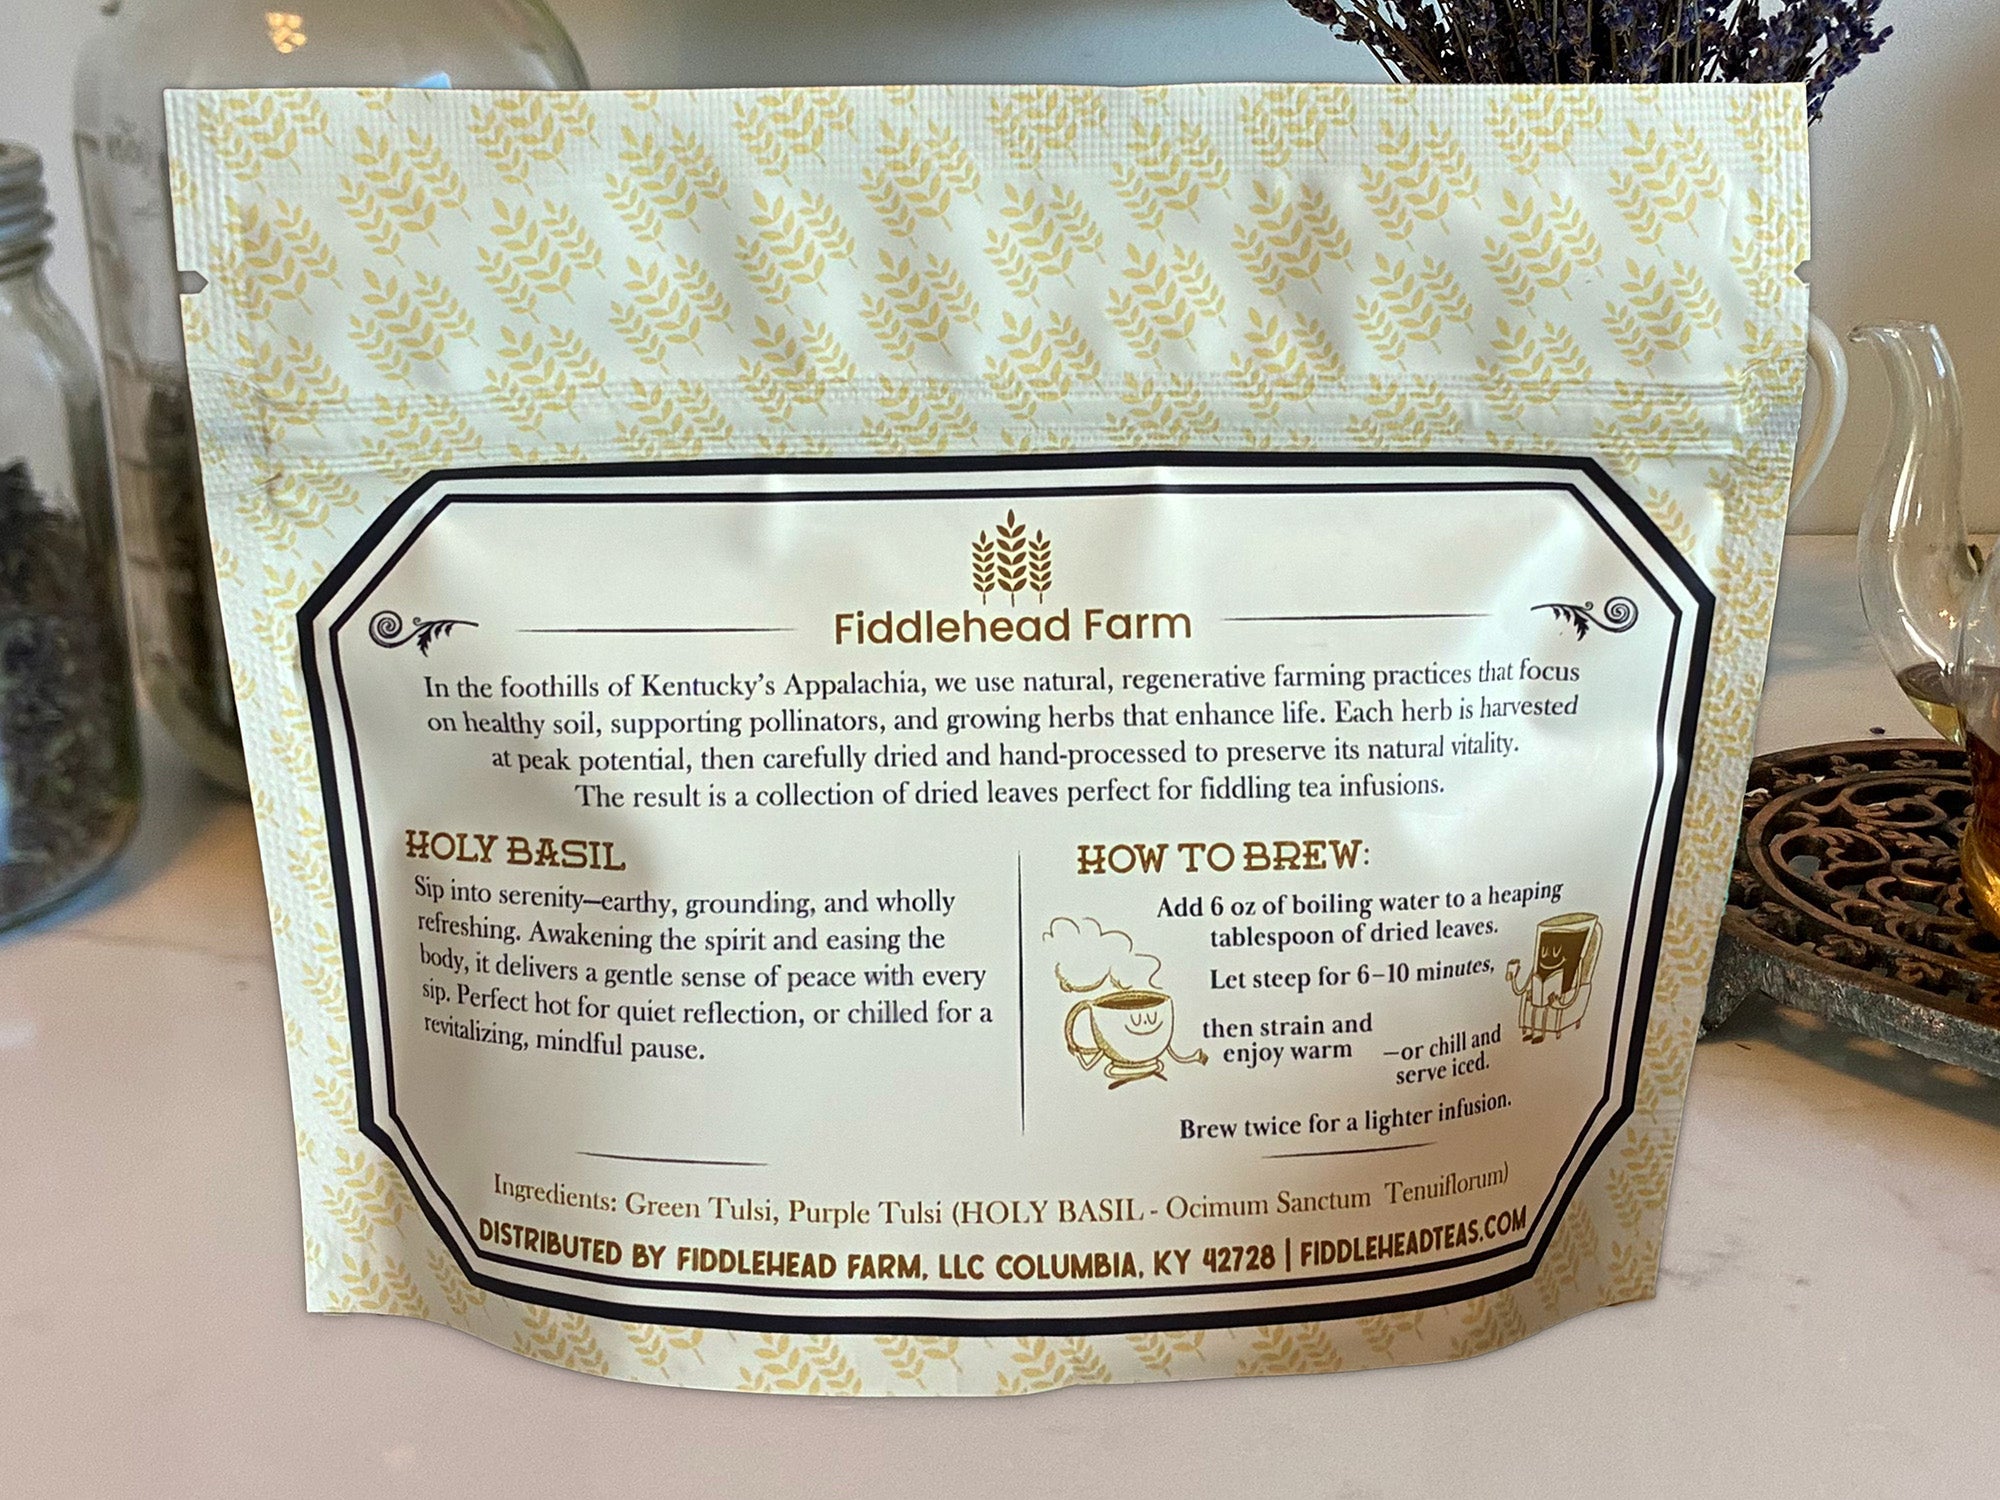 Fiddlehead Farm
In the foothills of Kentucky's Appalachia, we use natural, regenerative farming practices that focus
on healthy soil, supporting pollinators, and growing herbs that enhance life. Each herb is harvested
at peak potential, then carefully dried and hand-processed to preserve its natural vitality.
The result is a collection of dried leaves perfect for fiddling tea infusions.
HOLY BASIL
Sip into serenity—earthy, grounding, and wholly
refreshing. Awakening the spirit and easing the
body, it delivers a gentle sense of peace with every
sip. Perfect hot for quiet reflection, or chilled for a
revitalizing, mindful pause.
HOW TO BREW:
Add 6 oz of boiling water to a heaping
tablespoon of dried leaves.
Let steep for 6–10 minutes,
then strain and
enjoy warm
—or chill and
serve iced.
Brew twice for a lighter infusion.
Ingredients: Green Tulsi, Purple Tulsi (HOLY BASIL - Ocimum Sanctum Tenuiflorum)
DISTRIBUTED BY FIDDLEHEAD FARM, LLC COLUMBIA, KY 42728 | FIDDLEHEADTEAS.COM